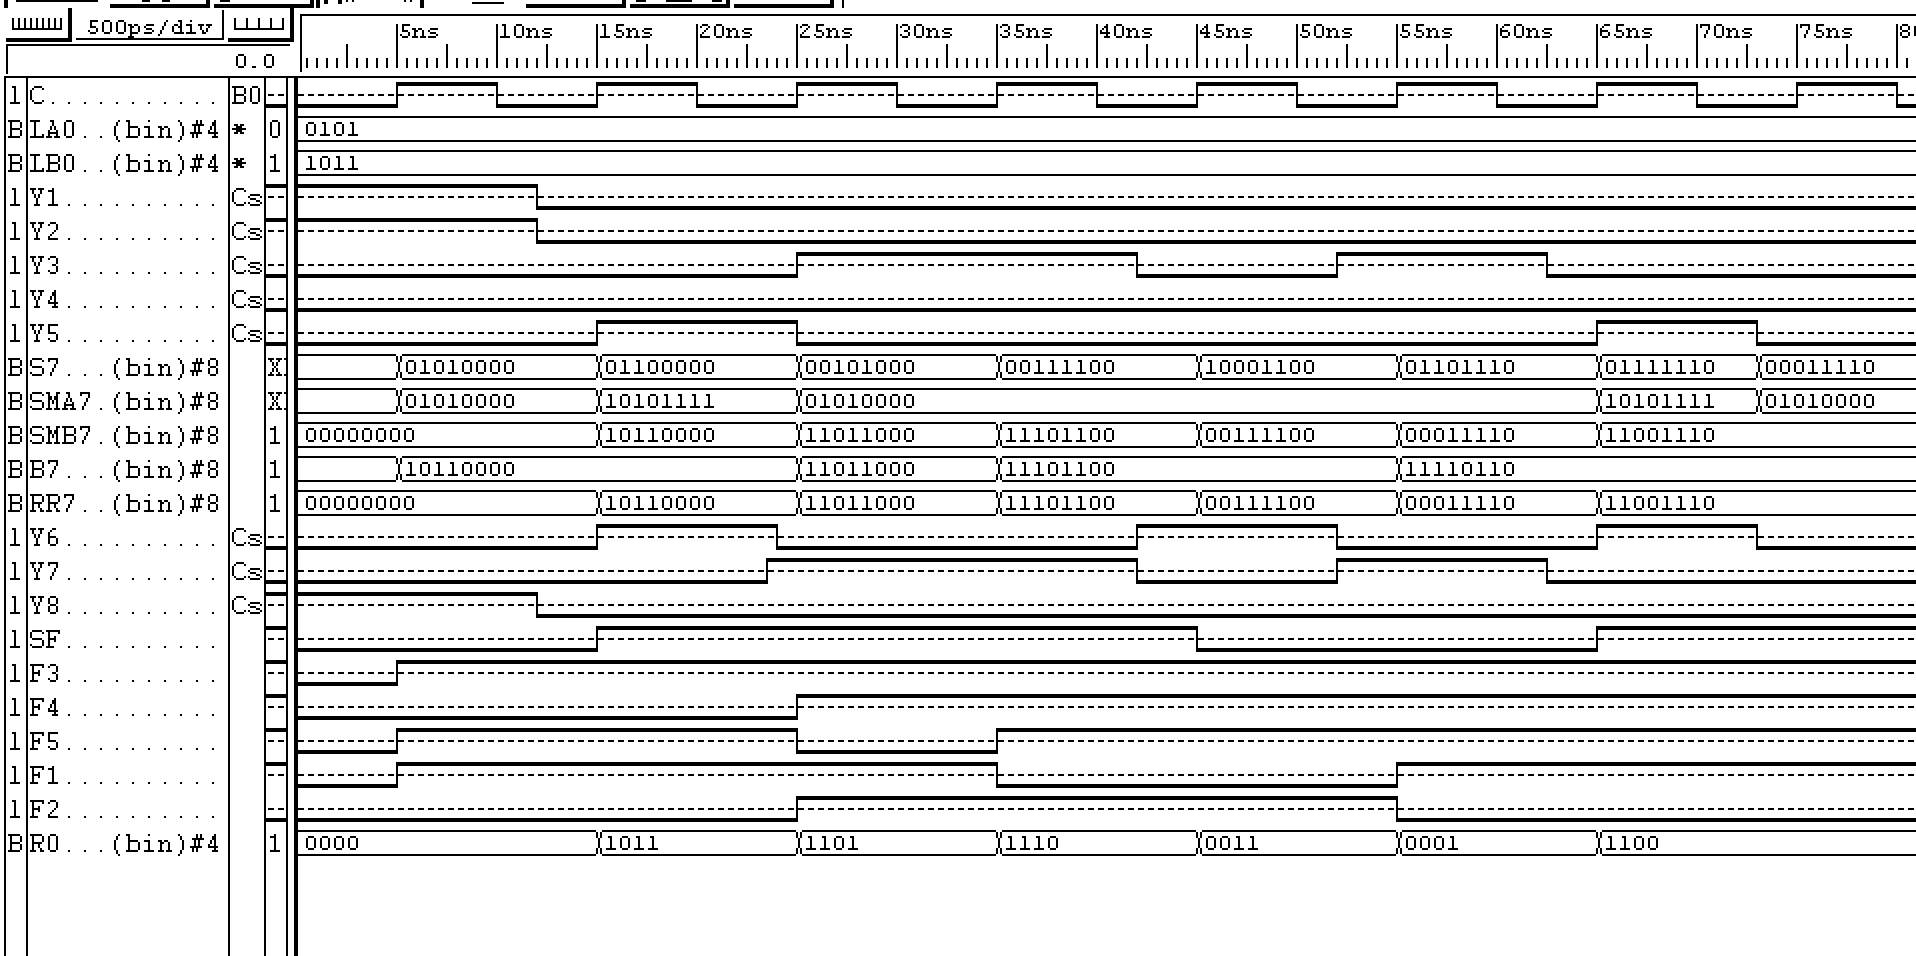 500ps/div 5ns 10ns 15ns 20ns 25ns 30ns 35ns 40ns 45ns 50ns 55ns 60ns 65ns 70ns 75ns
0.0
1 C........... B0
B LA0..(bin)#4 * 0 0101
B LB0..(bin)#4 * 1 1011
1 Y1.......... Cs
1 Y2.......... Cs
1 Y3.......... Cs
1 Y4.......... Cs
1 Y5.......... Cs
B S7...(bin)#8 X 01010000 01100000 00101000 00111100 10001100 01101110 01111110 00011110
B SMA7.(bin)#8 X 01010000 10101111 01010000 10101111 01010000
B SMB7.(bin)#8 1 00000000 10110000 11011000 11101100 00111100 00011110 11001110
B B7...(bin)#8 1 10110000 11011000 11101100 11110110
B RR7..(bin)#8 1 00000000 10110000 11011000 11101100 00111100 00011110 11001110
1 Y6.......... Cs
1 Y7.......... Cs
1 Y8.......... Cs
1 SF..........
1 F3..........
1 F4..........
1 F5..........
1 F1..........
1 F2..........
B R0...(bin)#4 1 0000 1011 1101 1110 0011 0001 1100